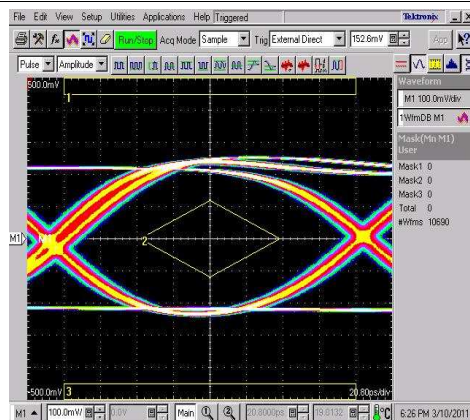 File Edit View Setup Utilities Applications Help Triggered Tektronix
Run/Stop Acq Mode Sample Trig External Direct 152.6mV App
Pulse Amplitude
500.0mV
1
Waveform
M1 100.0mV/div
1WfmDB M1
Mask(Mn M1)
User
Mask1 0
Mask2 0
Mask3 0
Total 0
#Wfms 10690
M1
2
-500.0mV 3 20.80ps/div
M1 100.0mV/ 0.0V Main 20.8000ps 19.0132 °C 6:26 PM 3/10/2011